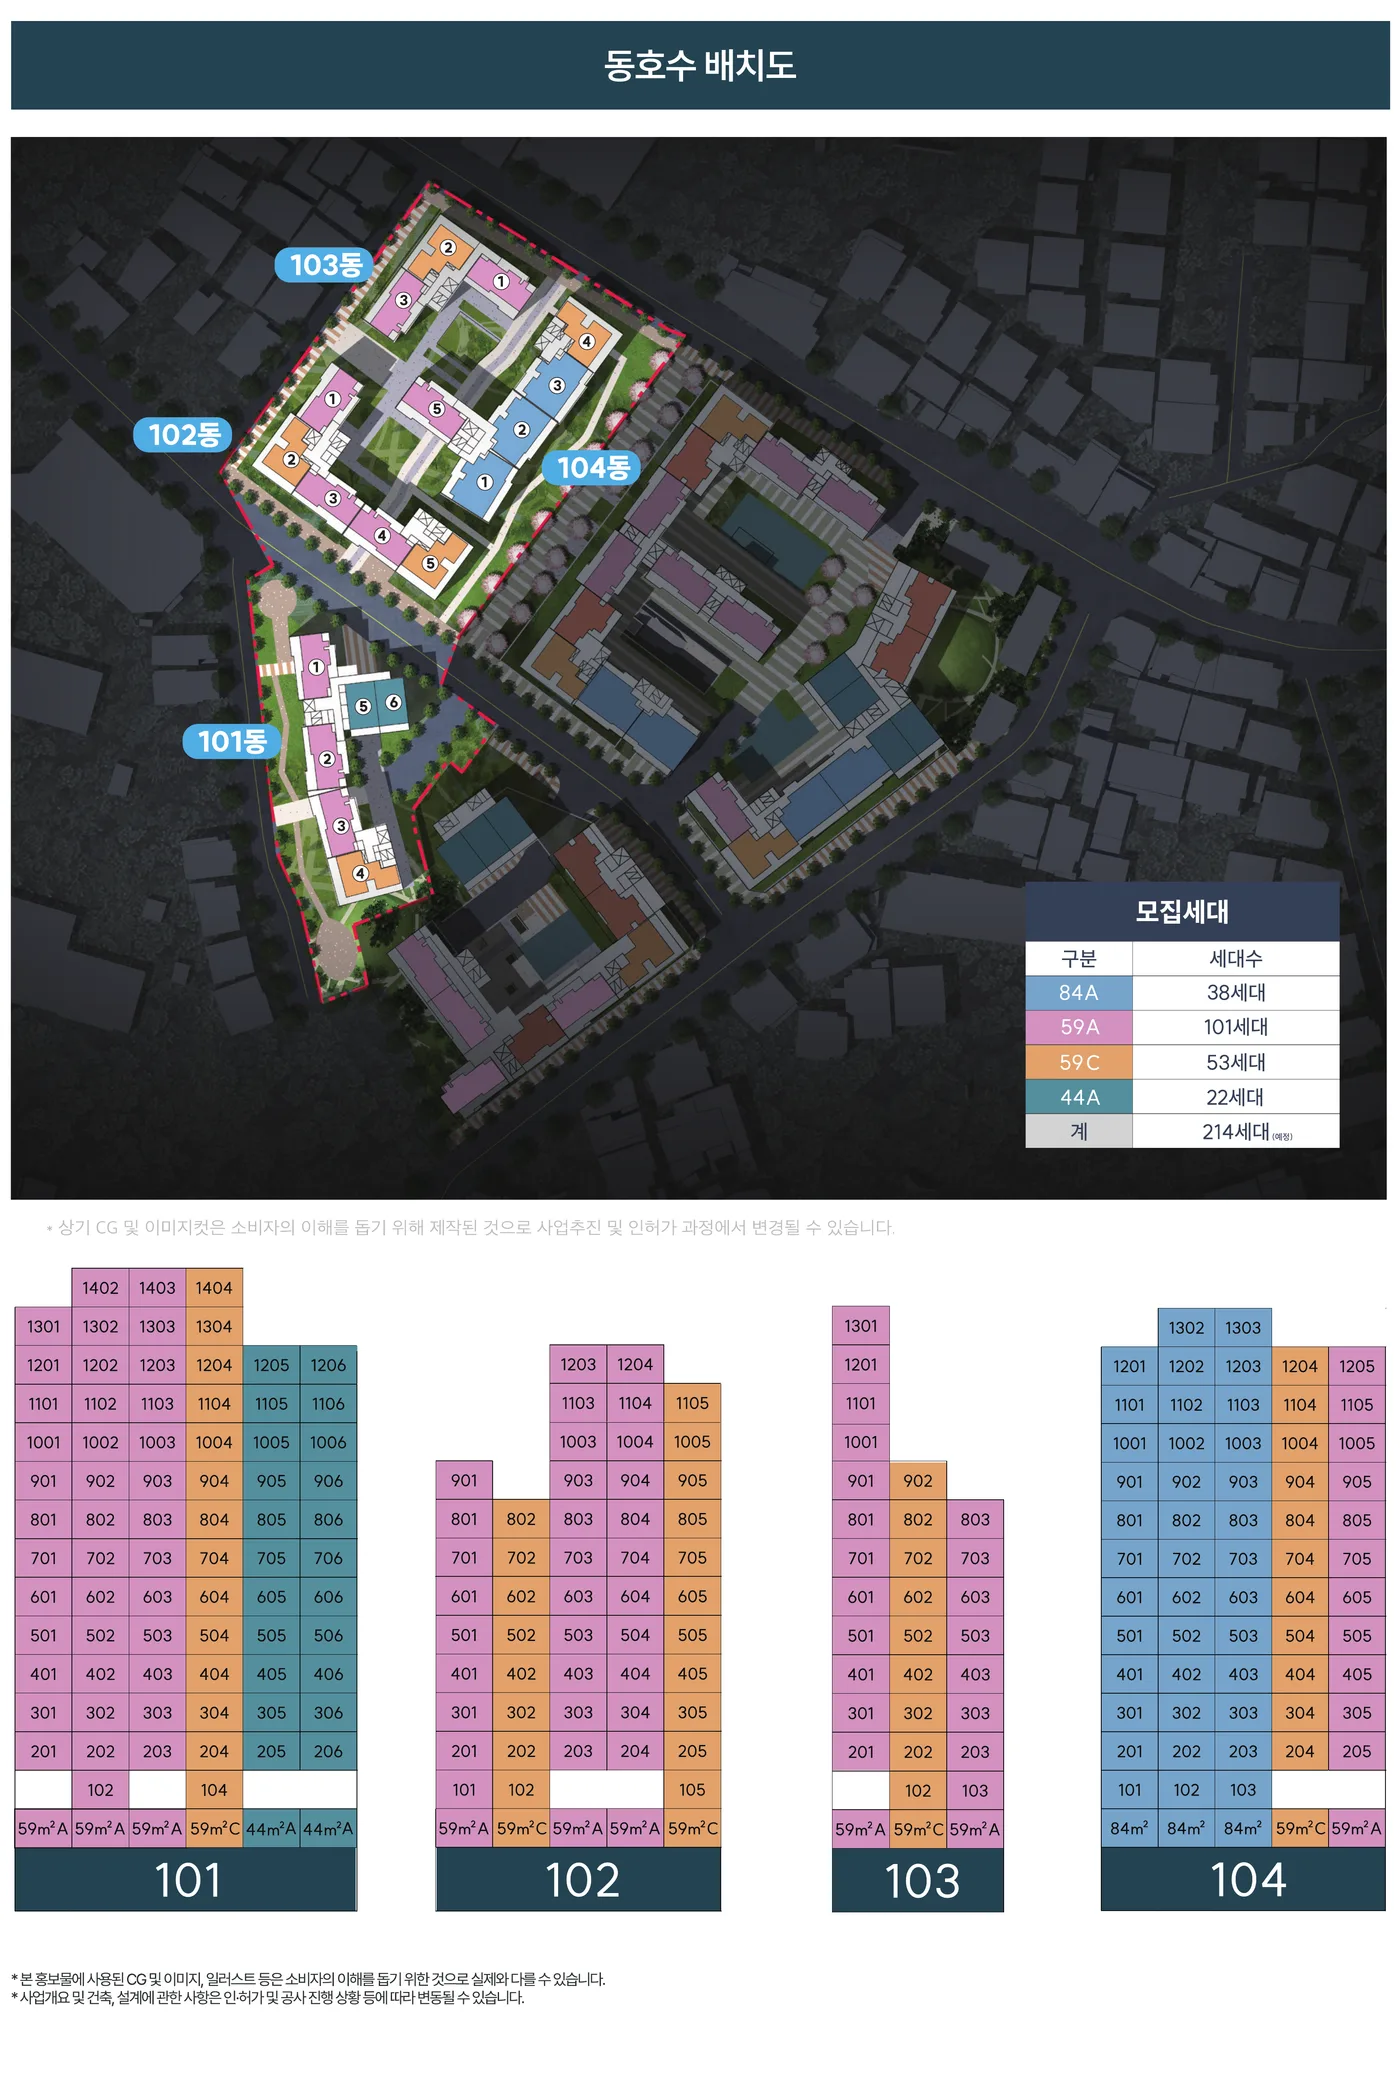 동호수 배치도
103동
102동
104동
101동
2
1
3
4
3
1
5
2
2
1
3
4
5
1
5
6
2
3
4
모집세대
구분 세대수
84A 38세대
59A 101세대
59C 53세대
44A 22세대
계 214세대(예정)
* 상기 CG 및 이미지컷은 소비자의 이해를 돕기 위해 제작된 것으로 사업추진 및 인허가 과정에서 변경될 수 있습니다.
1402 1403 1404
1301 1302 1303 1304
1201 1202 1203 1204 1205 1206
1101 1102 1103 1104 1105 1106
1001 1002 1003 1004 1005 1006
901 902 903 904 905 906
801 802 803 804 805 806
701 702 703 704 705 706
601 602 603 604 605 606
501 502 503 504 505 506
401 402 403 404 405 406
301 302 303 304 305 306
201 202 203 204 205 206
102 104
59m²A 59m²A 59m²A 59m²C 44m²A 44m²A
101
1203 1204
1103 1104 1105
1003 1004 1005
901 903 904 905
801 802 803 804 805
701 702 703 704 705
601 602 603 604 605
501 502 503 504 505
401 402 403 404 405
301 302 303 304 305
201 202 203 204 205
101 102 105
59m²A 59m²C 59m²A 59m²A 59m²C
102
1301
1201
1101
1001
901 902
801 802 803
701 702 703
601 602 603
501 502 503
401 402 403
301 302 303
201 202 203
102 103
59m²A 59m²C 59m²A
103
1302 1303
1201 1202 1203 1204 1205
1101 1102 1103 1104 1105
1001 1002 1003 1004 1005
901 902 903 904 905
801 802 803 804 805
701 702 703 704 705
601 602 603 604 605
501 502 503 504 505
401 402 403 404 405
301 302 303 304 305
201 202 203 204 205
101 102 103
84m² 84m² 84m² 59m²C 59m²A
104
* 본 홍보물에 사용된 CG 및 이미지, 일러스트 등은 소비자의 이해를 돕기 위한 것으로 실제와 다를 수 있습니다.
* 사업개요 및 건축, 설계에 관한 사항은 인·허가 및 공사 진행 상황 등에 따라 변동될 수 있습니다.